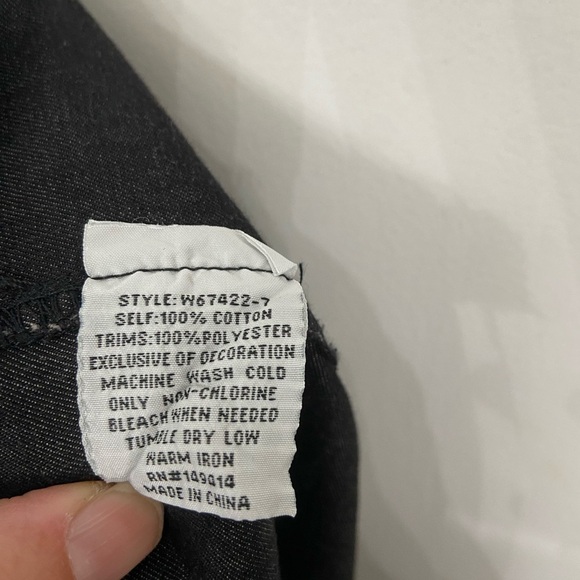 STYLE:W67422-7
SELF:100% COTTON
TRIMS:100%POLYESTER
EXCLUSIVE OF DECORATION
MACHINE WASH COLD
ONLY NON-CHLORINE
BLEACH WHEN NEEDED
TUMBLE DRY LOW
WARM IRON
RN#149014
MADE IN CHINA